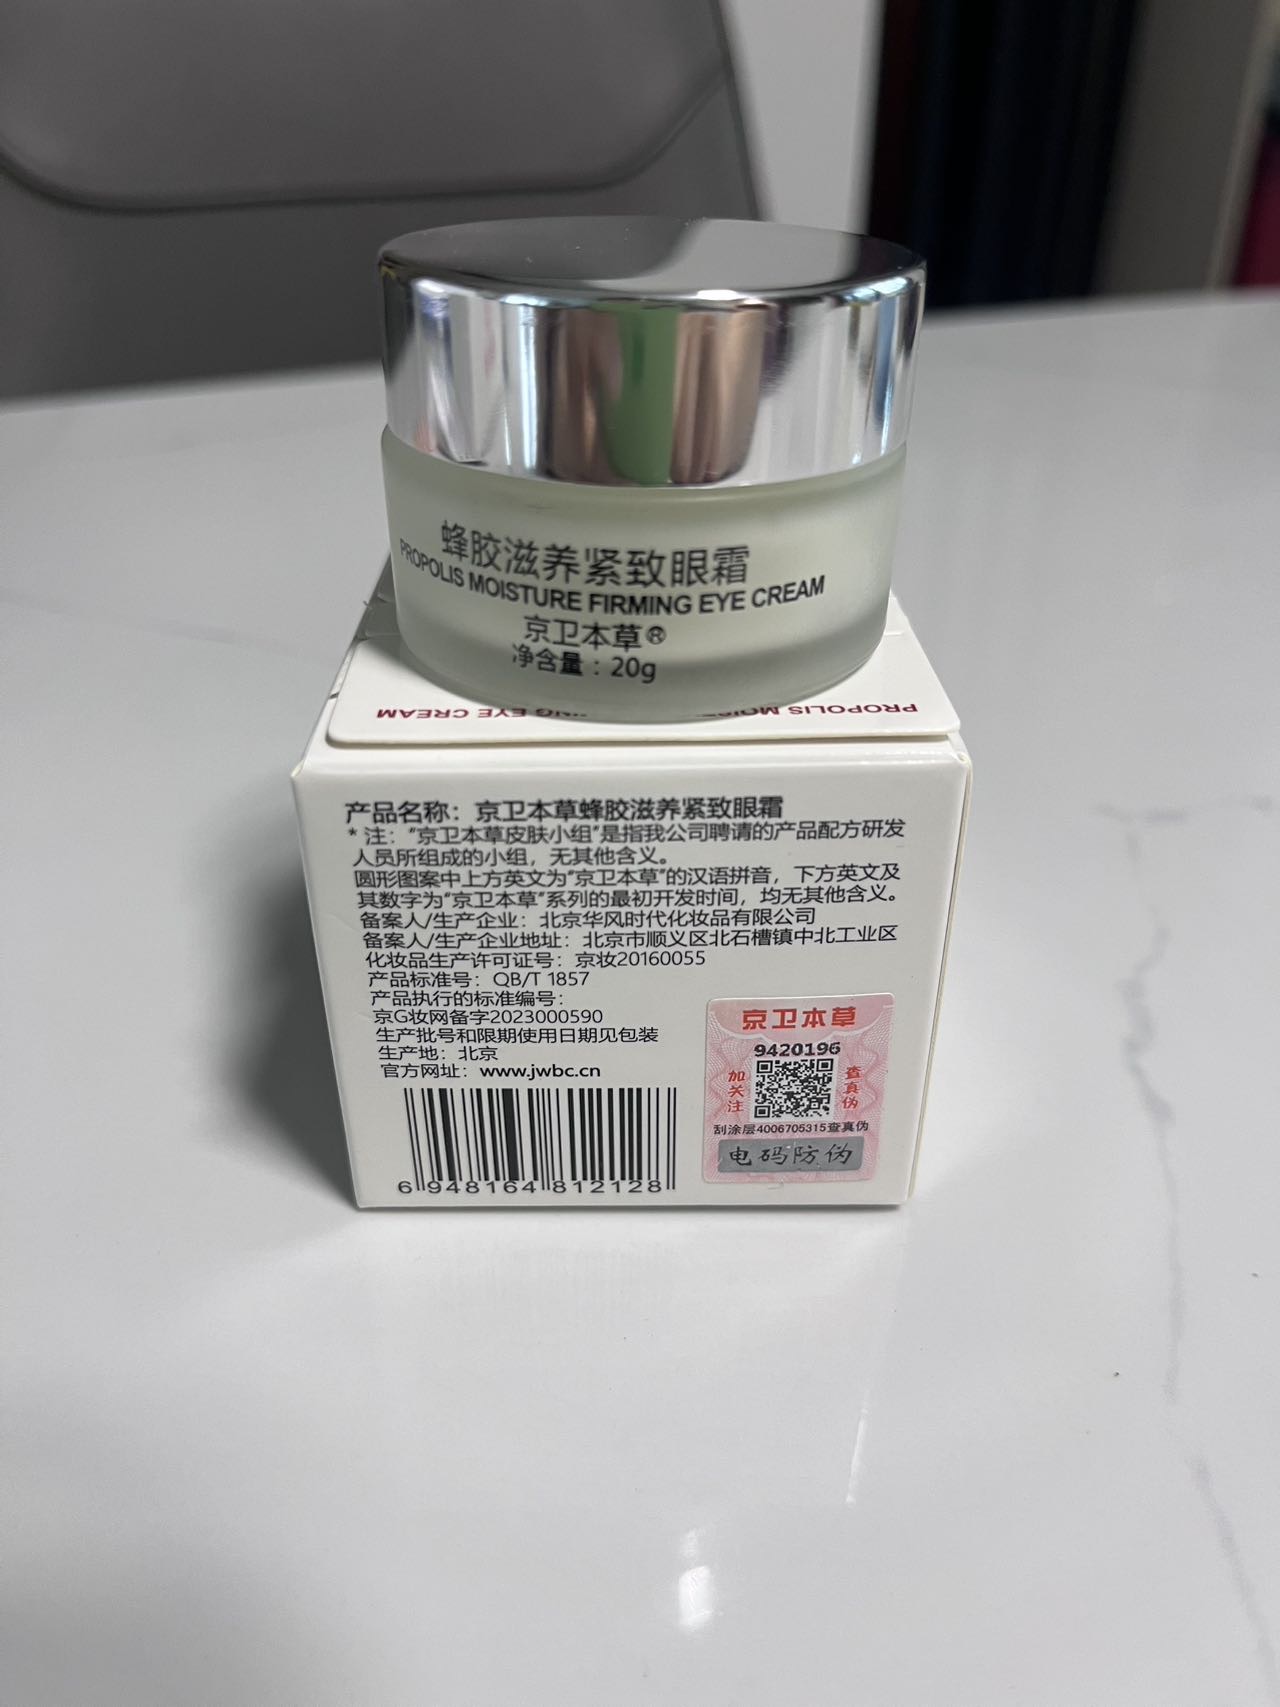 蜂胶滋养紧致眼霜
PROPOLIS MOISTURE FIRMING EYE CREAM
京卫本草®
净含量：20g
PROPOLIS MOIST
ING EYE CREAM
产品名称：京卫本草蜂胶滋养紧致眼霜
*注：“京卫本草皮肤小组”是指我公司聘请的产品配方研发
人员所组成的小组，无其他含义。
圆形图案中上方英文为“京卫本草”的汉语拼音，下方英文及
其数字为“京卫本草”系列的最初开发时间，均无其他含义。
备案人/生产企业：北京华风时代化妆品有限公司
备案人/生产企业地址：北京市顺义区北石槽镇中北工业区
化妆品生产许可证号：京妆20160055
产品标准号：QB/T 1857
产品执行的标准编号：
京G妆网备字2023000590
生产批号和限期使用日期见包装
生产地：北京
官方网址：www.jwbc.cn
6 948164 812128
京卫本草
9420196
加关注
查真伪
刮涂层4006705315查真伪
电码防伪